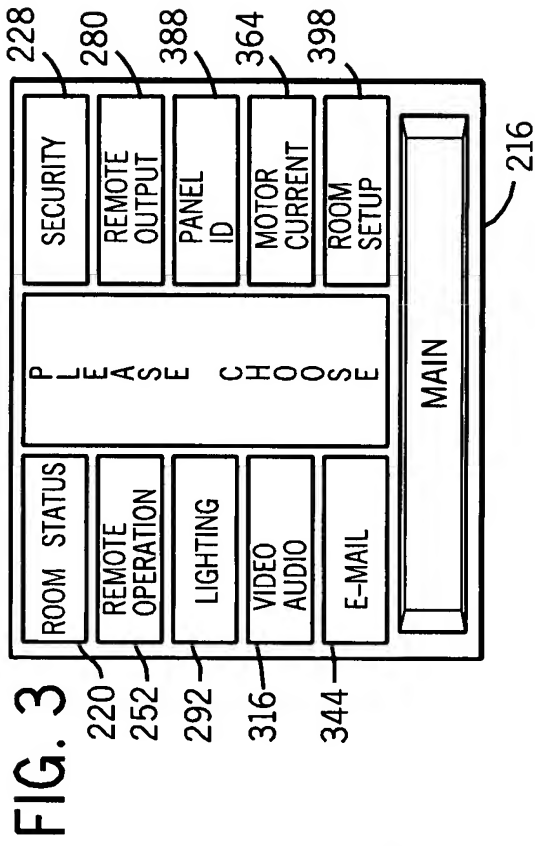 FIG. 3
220
252
292
316
344
ROOM STATUS
REMOTE
OPERATION
LIGHTING
VIDEO
AUDIO
E-MAIL
PLEASE CHOOSE
SECURITY
REMOTE
OUTPUT
PANEL
ID
MOTOR
CURRENT
ROOM
SETUP
228
280
388
364
398
MAIN
216